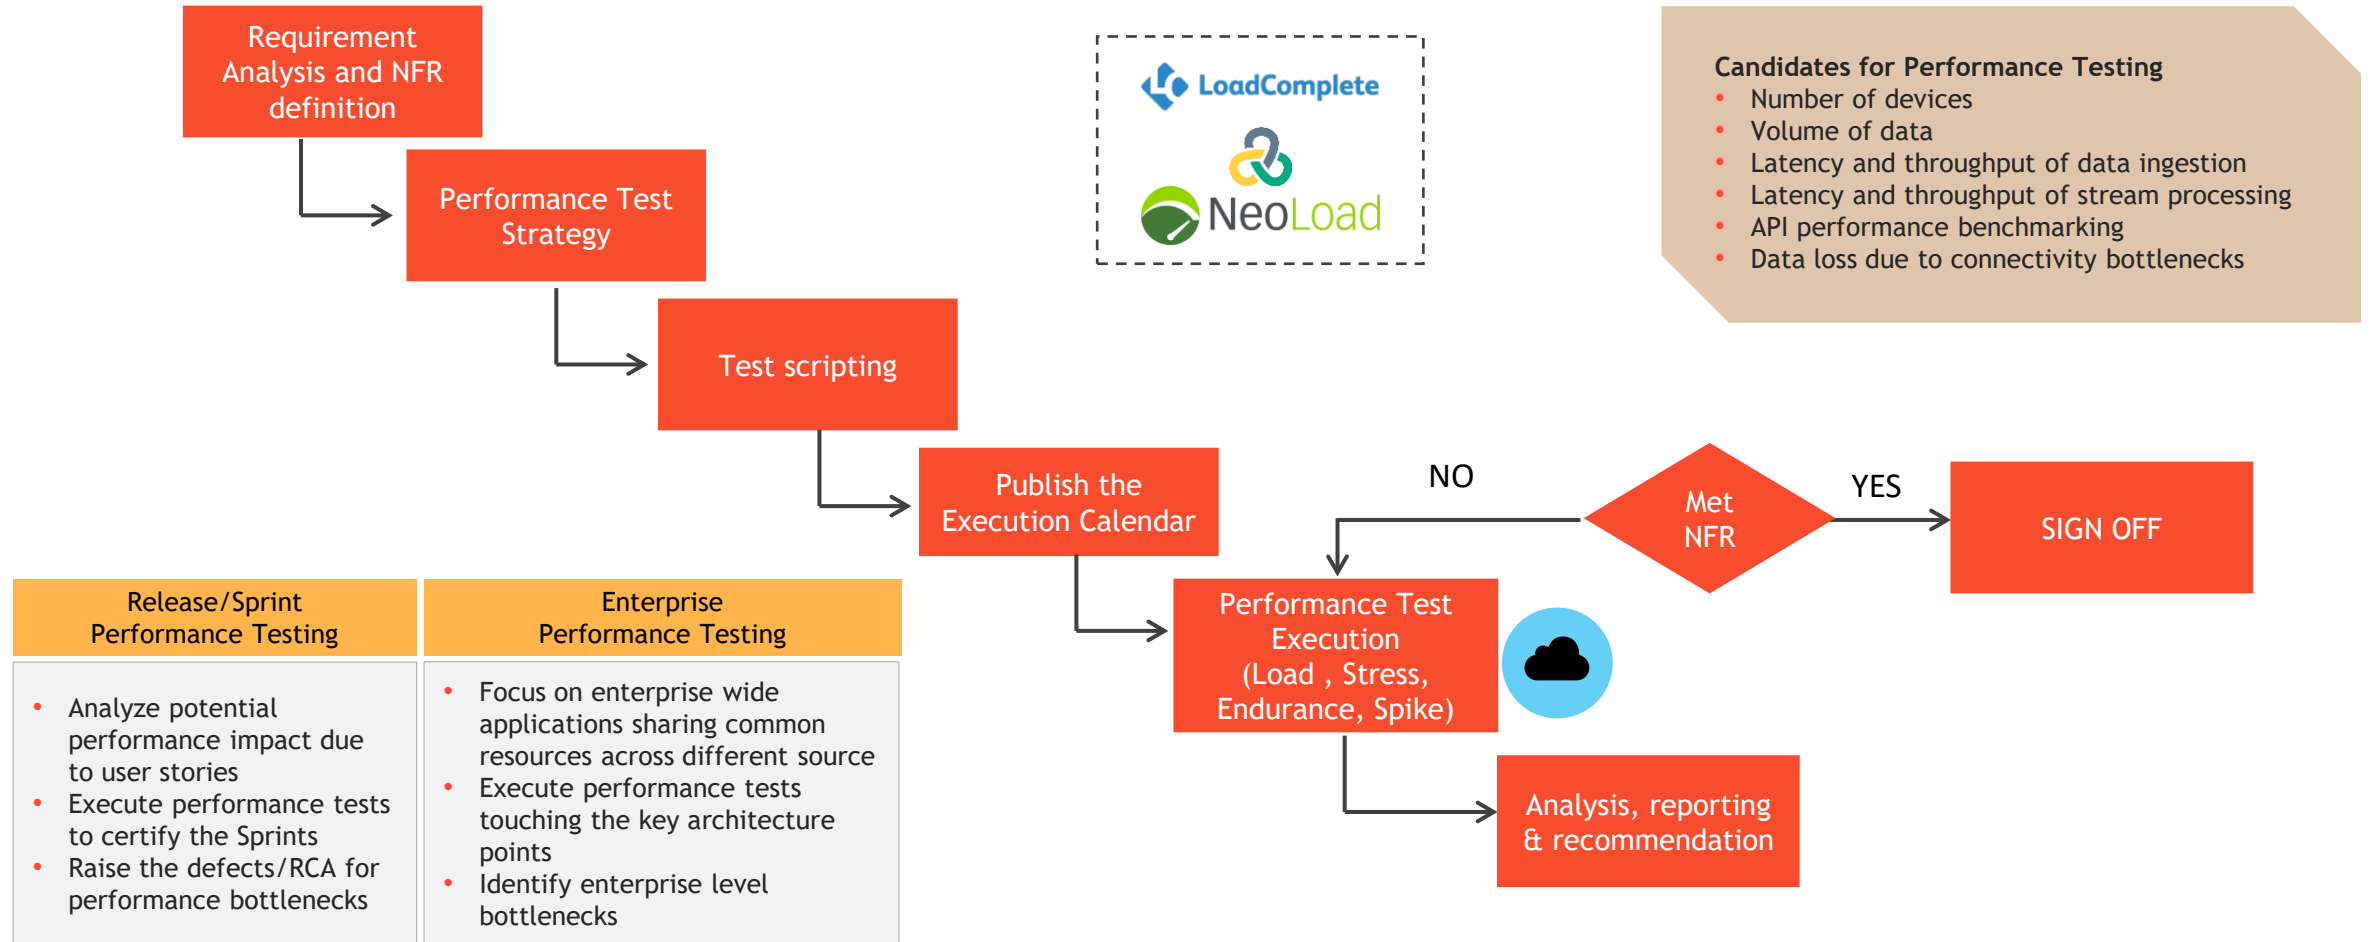 Requirement
Analysis and NFR
definition
Performance Test
Strategy
Test scripting
Publish the
Execution Calendar
LoadComplete
NeoLoad
Candidates for Performance Testing
• Number of devices
• Volume of data
• Latency and throughput of data ingestion
• Latency and throughput of stream processing
• API performance benchmarking
• Data loss due to connectivity bottlenecks
NO
Met
NFR
YES
SIGN OFF
Performance Test
Execution
(Load , Stress,
Endurance, Spike)
Analysis, reporting
& recommendation
Release/Sprint
Performance Testing
• Analyze potential
performance impact due
to user stories
• Execute performance tests
to certify the Sprints
• Raise the defects/RCA for
performance bottlenecks
Enterprise
Performance Testing
• Focus on enterprise wide
applications sharing common
resources across different source
• Execute performance tests
touching the key architecture
points
• Identify enterprise level
bottlenecks